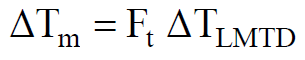 ΔTm = Ft ΔTLMTD